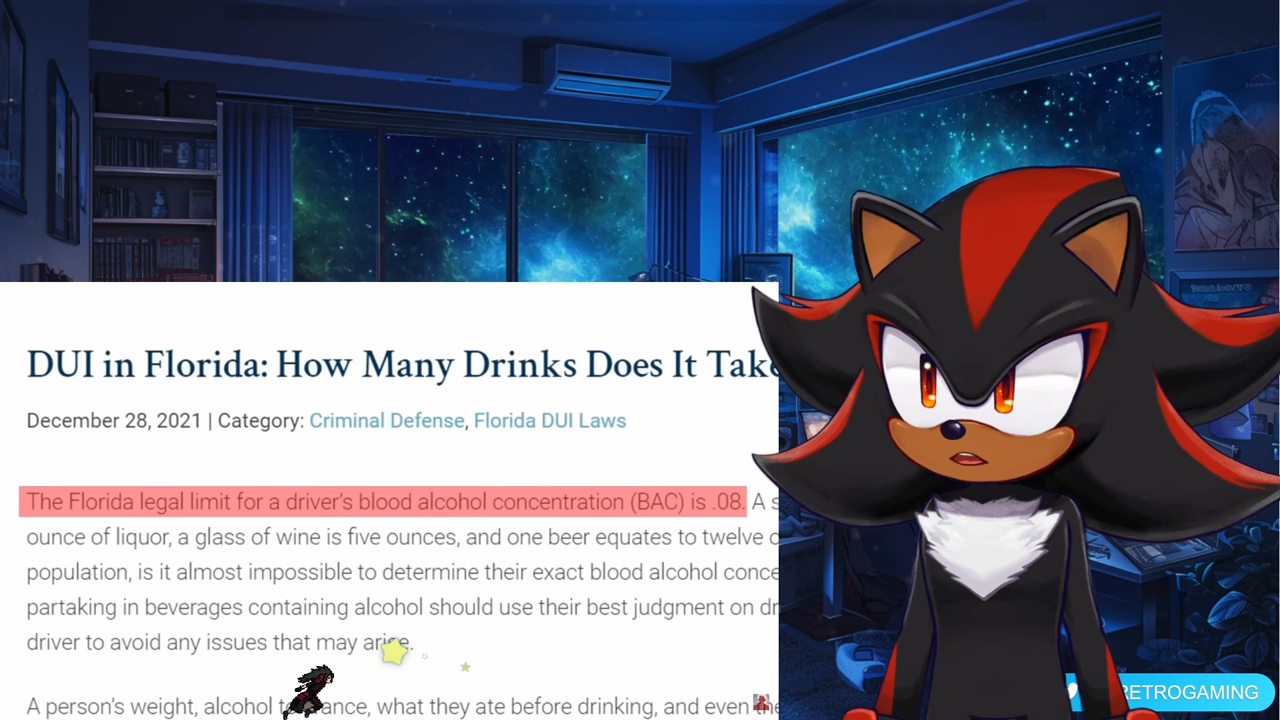 DUI in Florida: How Many Drinks Does It Take
December 28, 2021 | Category: Criminal Defense, Florida DUI Laws
The Florida legal limit for a driver's blood alcohol concentration (BAC) is .08. A
ounce of liquor, a glass of wine is five ounces, and one beer equates to twelve
population, is it almost impossible to determine their exact blood alcohol
partaking in beverages containing alcohol should use their best judgment on
driver to avoid any issues that may arise.
A person's weight, alcohol what they ate before drinking, and even
RETROGAMING